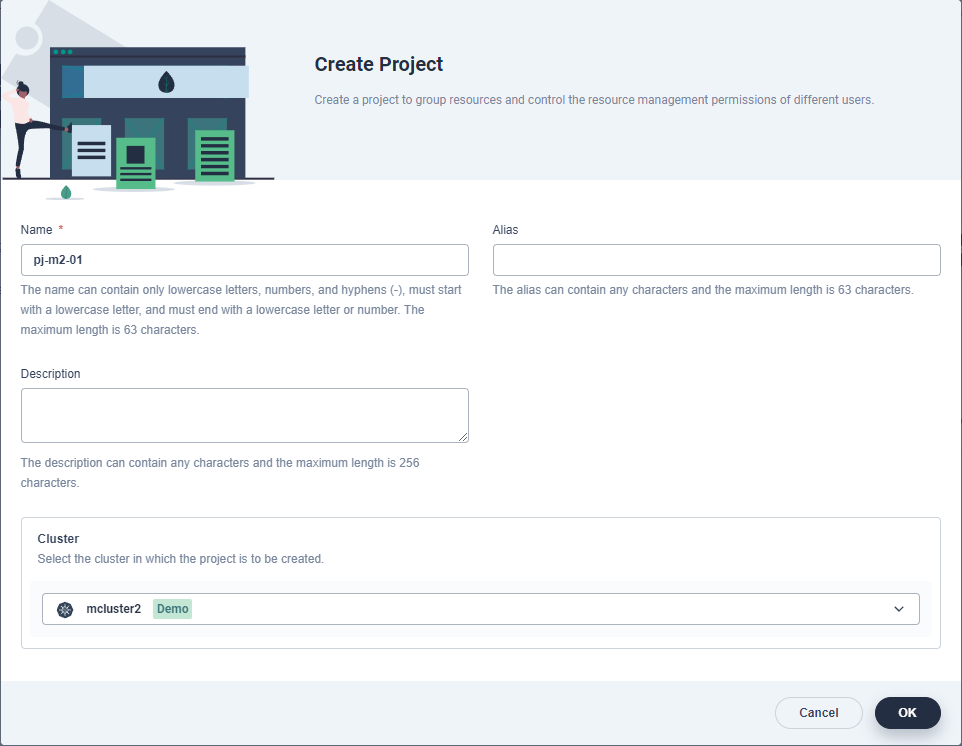 Create Project
Create a project to group resources and control the resource management permissions of different users.
Name *
Alias
pj-m2-01
The name can contain only lowercase letters, numbers, and hyphens (-), must start
with a lowercase letter, and must end with a lowercase letter or number. The
maximum length is 63 characters.
The alias can contain any characters and the maximum length is 63 characters.
Description
The description can contain any characters and the maximum length is 256
characters.
Cluster
Select the cluster in which the project is to be created.
mcluster2 Demo
Cancel OK